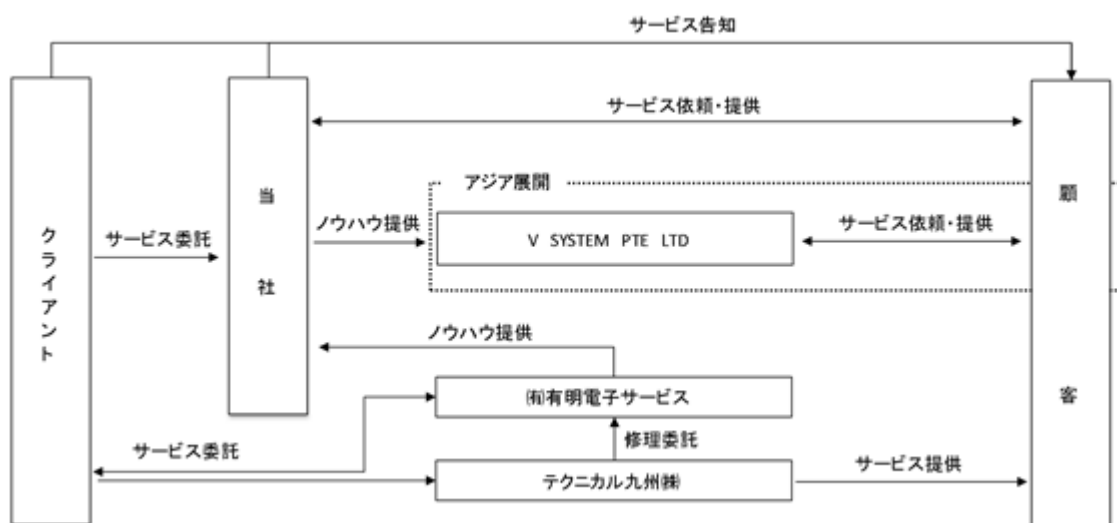 サービス告知
サービス依頼・提供
アジア展開
当社
顧客
クライアント
サービス委託
ノウハウ提供
V SYSTEM PTE LTD
サービス依頼・提供
ノウハウ提供
㈲有明電子サービス
サービス委託
修理委託
テクニカル九州㈱
サービス提供